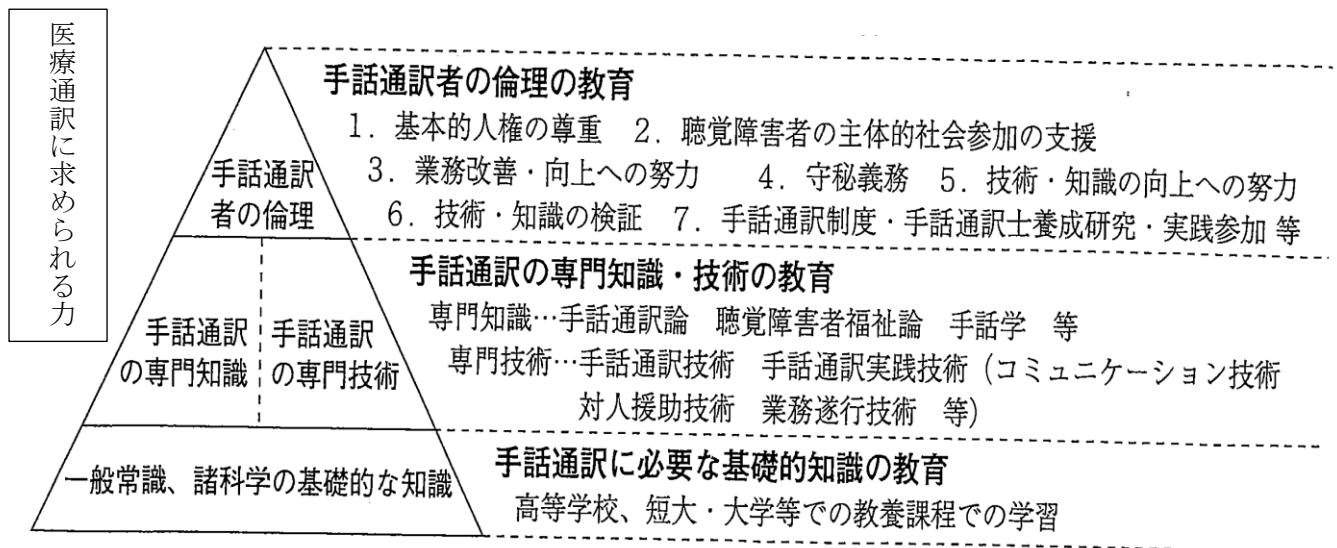 医療通訳に求められる力
手話通訳者の倫理の教育
1．基本的人権の尊重　2．聴覚障害者の主体的社会参加の支援
3．業務改善・向上への努力　4．守秘義務　5．技術・知識の向上への努力
6．技術・知識の検証　7．手話通訳制度・手話通訳士養成研究・実践参加 等
手話通訳
者の倫理
手話通訳の専門知識・技術の教育
専門知識…手話通訳論　聴覚障害者福祉論　手話学　等
専門技術…手話通訳技術　手話通訳実践技術（コミュニケーション技術
対人援助技術　業務遂行技術　等）
手話通訳
の専門知識
手話通訳
の専門技術
手話通訳に必要な基礎的知識の教育
高等学校、短大・大学等での教養課程での学習
一般常識、諸科学の基礎的な知識